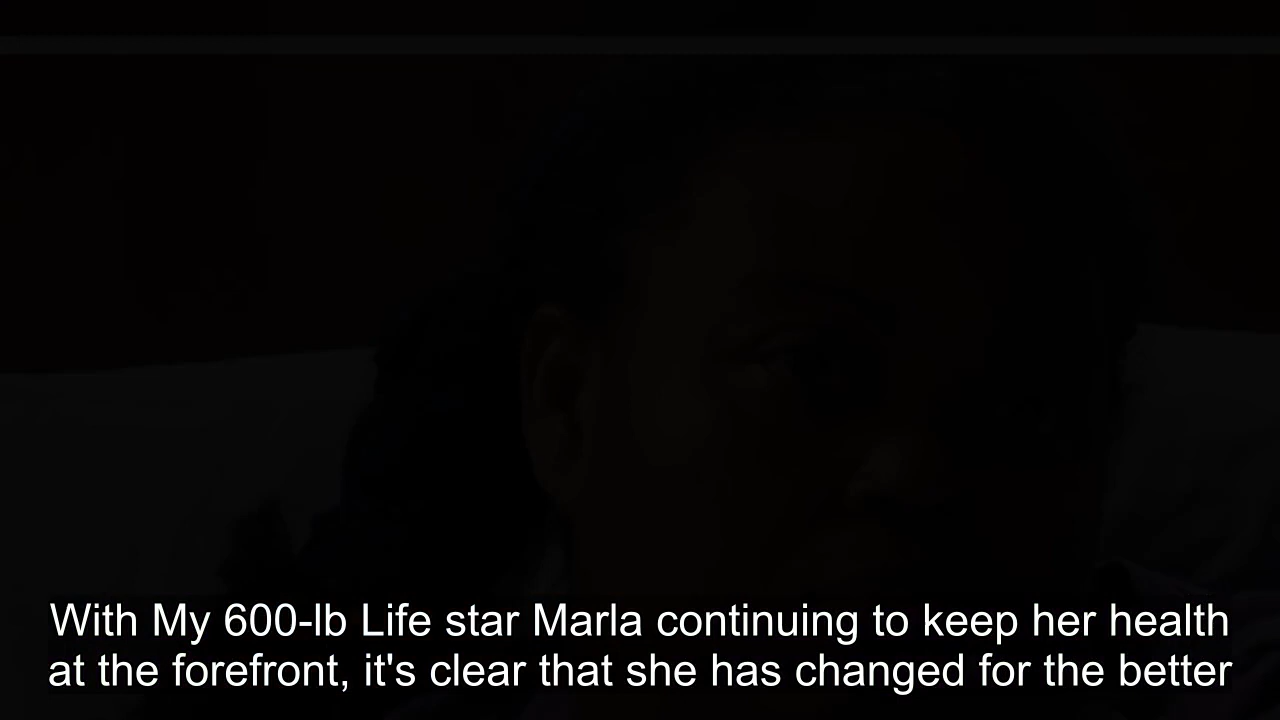 With My 600-lb Life star Marla continuing to keep her health
at the forefront, it's clear that she has changed for the better